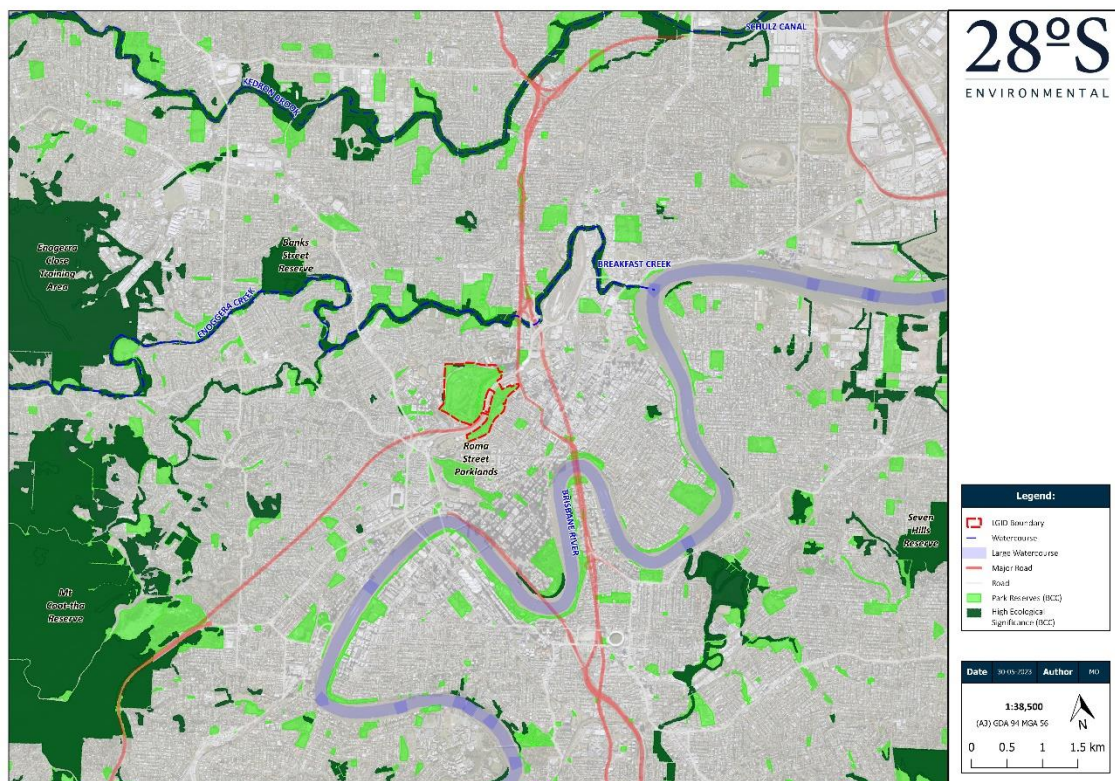 28ºS
ENVIRONMENTAL
SCHULZ CANAL
KEDRON BROOK
Enoggera
Close
Training
Area
Banks
Street
Reserve
BREAKFAST CREEK
ENOGGERA CREEK
Roma
Street
Parklands
BRISBANE RIVER
Seven
Hills
Reserve
Mt
Coot-tha
Reserve
Legend:
LGID Boundary
Watercourse
Large Watercourse
Major Road
Road
Park Reserves (BCC)
High Ecological
Significance (BCC)
Date 30-05-2023 Author MO
1:38,500
(A3) GDA 94 MGA 56
N
0 0.5 1 1.5 km